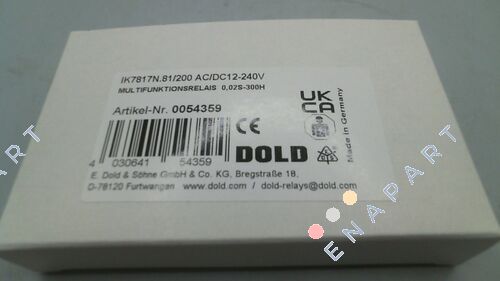 IK7817N.81/200 AC/DC12-240V
MULTIFUNKTIONSRELAIS 0,02S-300H
Artikel-Nr. 0054359
UK
CA
CE
Made in Germany
4 030641 54359
DOLD
E. Dold & Söhne GmbH & Co. KG, Bregstraße 18,
D-78120 Furtwangen www.dold.com / dold-relays@dold.com
ENAPART
ENAPART
PART